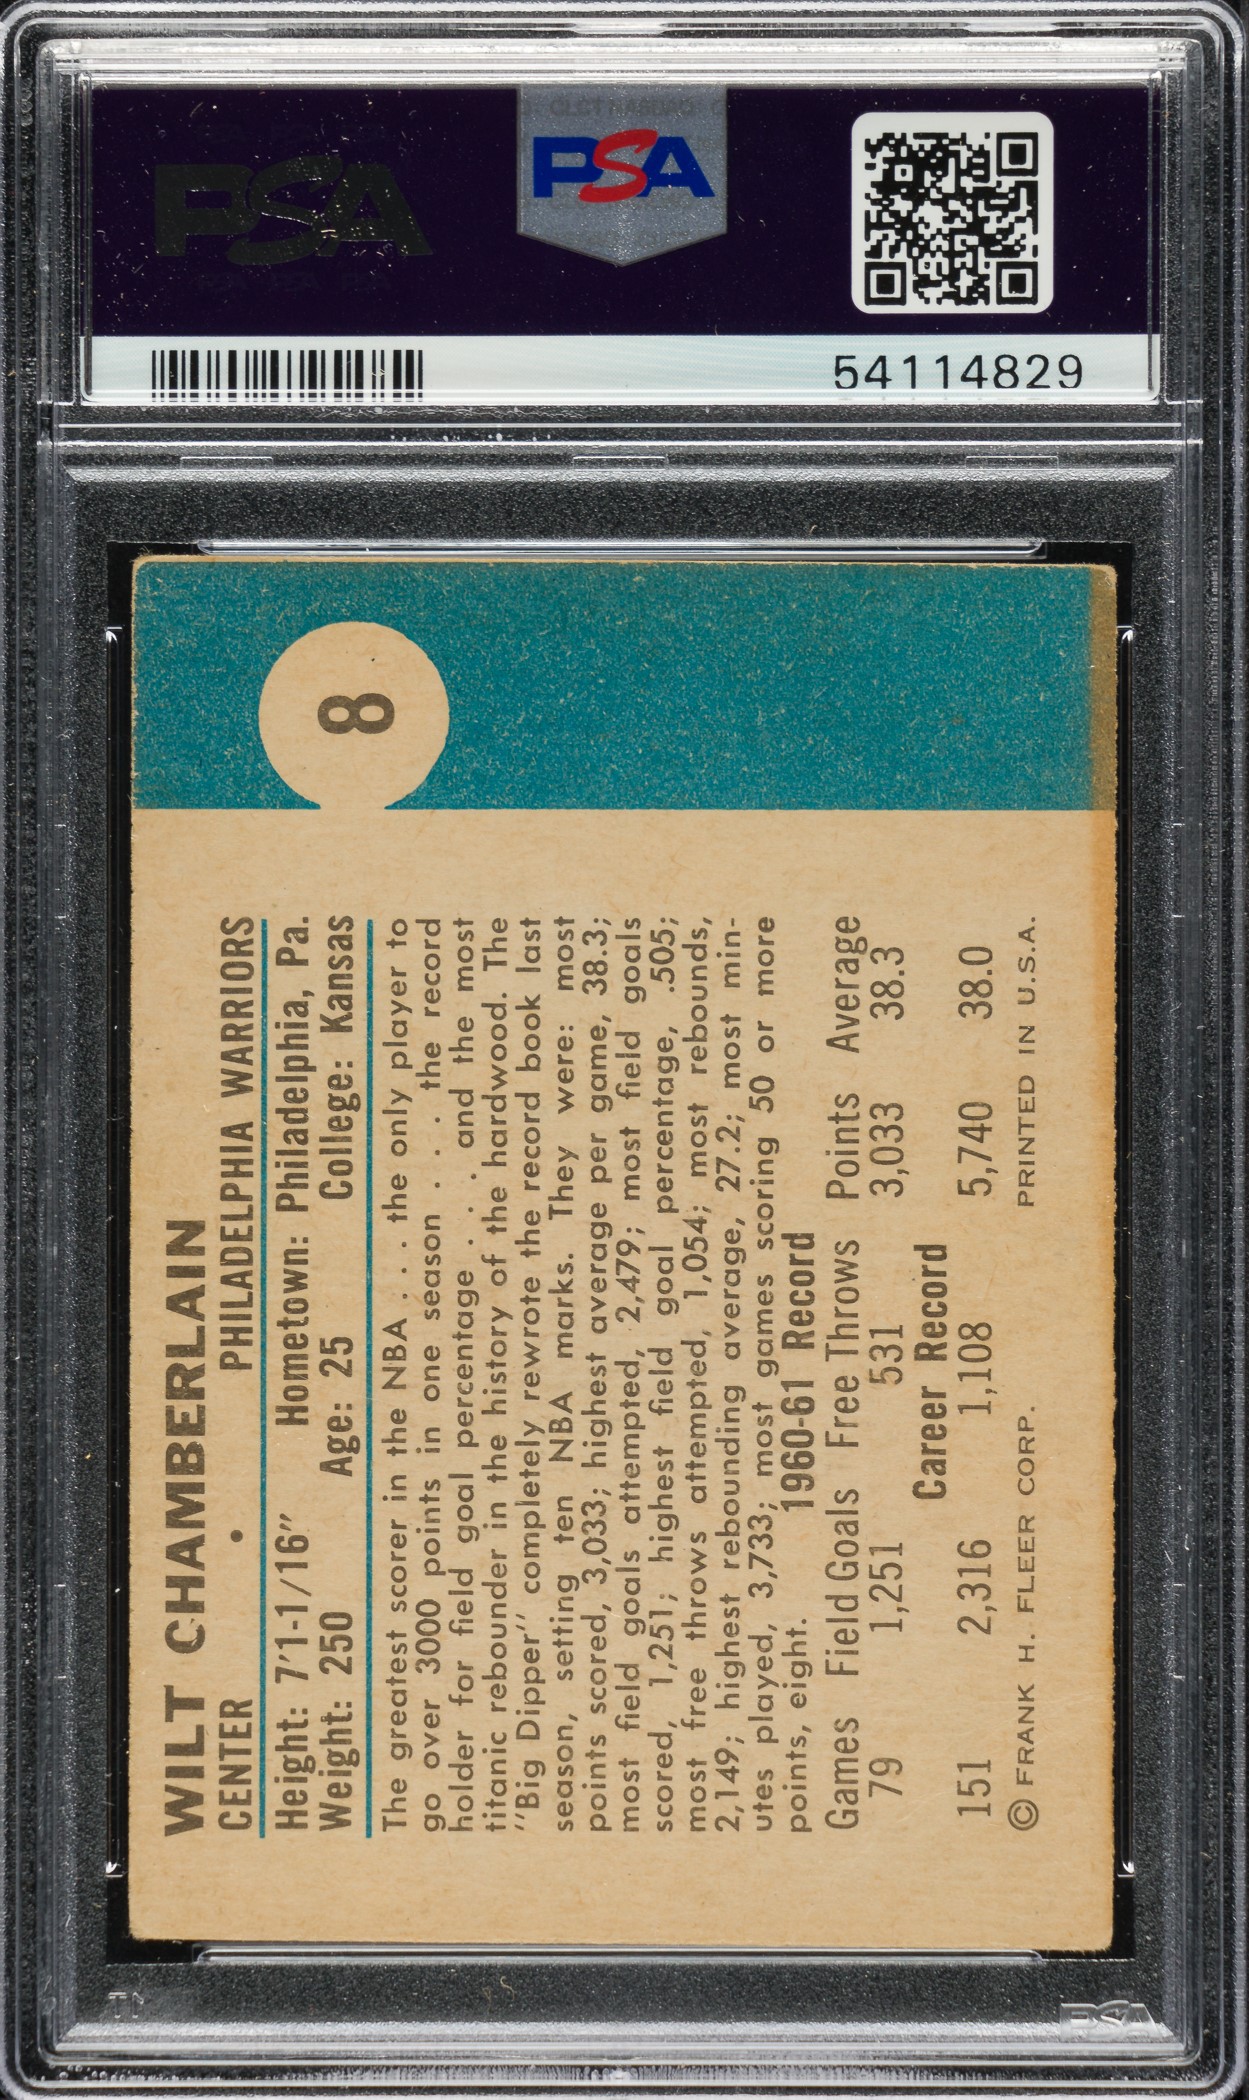 PSA
PSA
54114829
8
WILT CHAMBERLAIN
CENTER • PHILADELPHIA WARRIORS
Height: 7'1-1/16" Hometown: Philadelphia, Pa.
Weight: 250 Age: 25 College: Kansas
The greatest scorer in the NBA . . . the only player to
go over 3000 points in one season . . . the record
holder for field goal percentage . . . and the most
titanic rebounder in the history of the hardwood. The
"Big Dipper" completely rewrote the record book last
season, setting ten NBA marks. They were: most
points scored, 3,033; highest average per game, 38.3;
most field goals attempted, 2,479; most field goals
scored, 1,251; highest field goal percentage, .505;
most free throws attempted, 1,054; most rebounds,
2,149; highest rebounding average, 27.2; most min-
utes played, 3,733; most games scoring 50 or more
points, eight.
1960-61 Record
Games Field Goals Free Throws Points Average
79 1,251 531 3,033 38.3
Career Record
151 2,316 1,108 5,740 38.0
© FRANK H. FLEER CORP. PRINTED IN U.S.A.
PSA